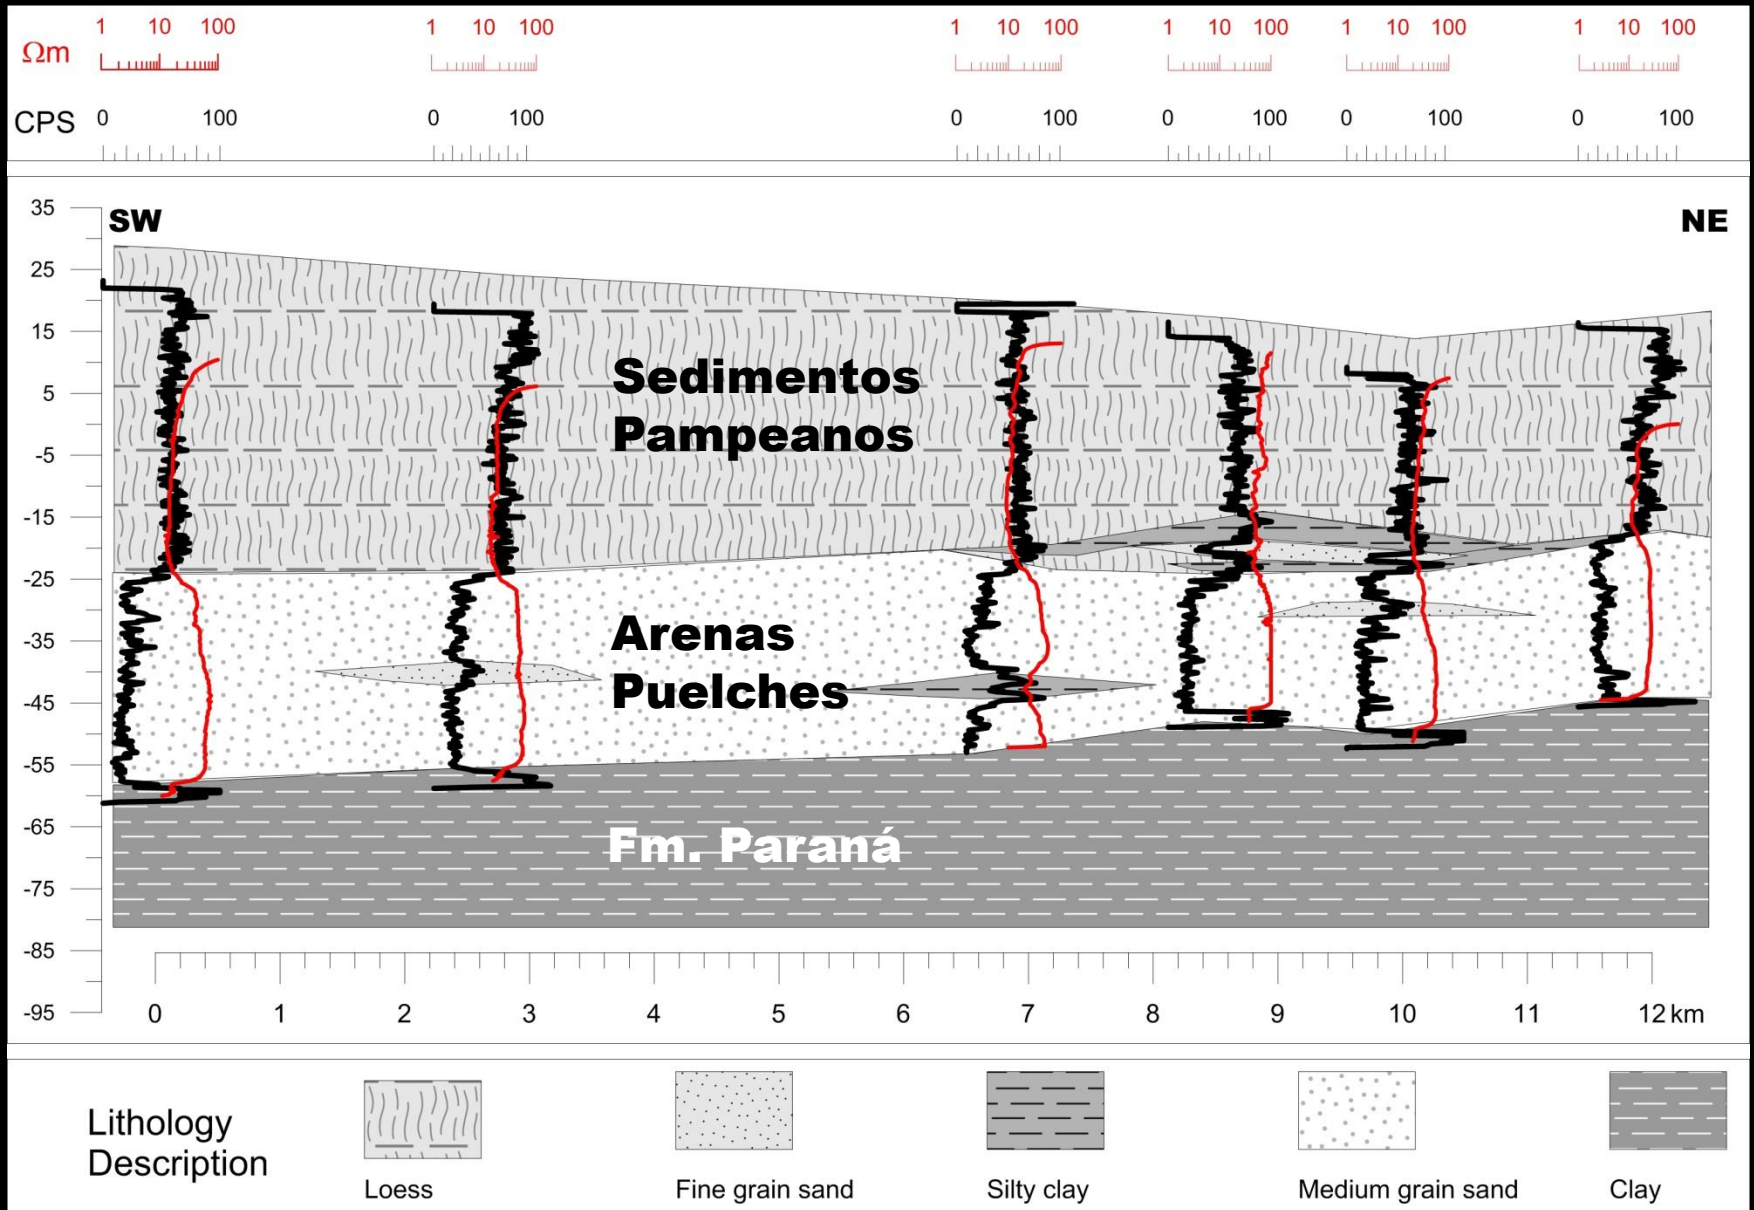 1 10 100 1 10 100 1 10 100 1 10 100 1 10 100 1 10 100
Ωm
CPS 0 100 0 100 0 100 0 100 0 100 0 100
35
SW NE
25
15
Sedimentos
5
Pampeanos
-5
-15
-25
-35
Arenas
Puelches
-45
-55
-65
Fm. Paraná
-75
-85
-95
0 1 2 3 4 5 6 7 8 9 10 11 12 km
Lithology
Description
Loess Fine grain sand Silty clay Medium grain sand Clay